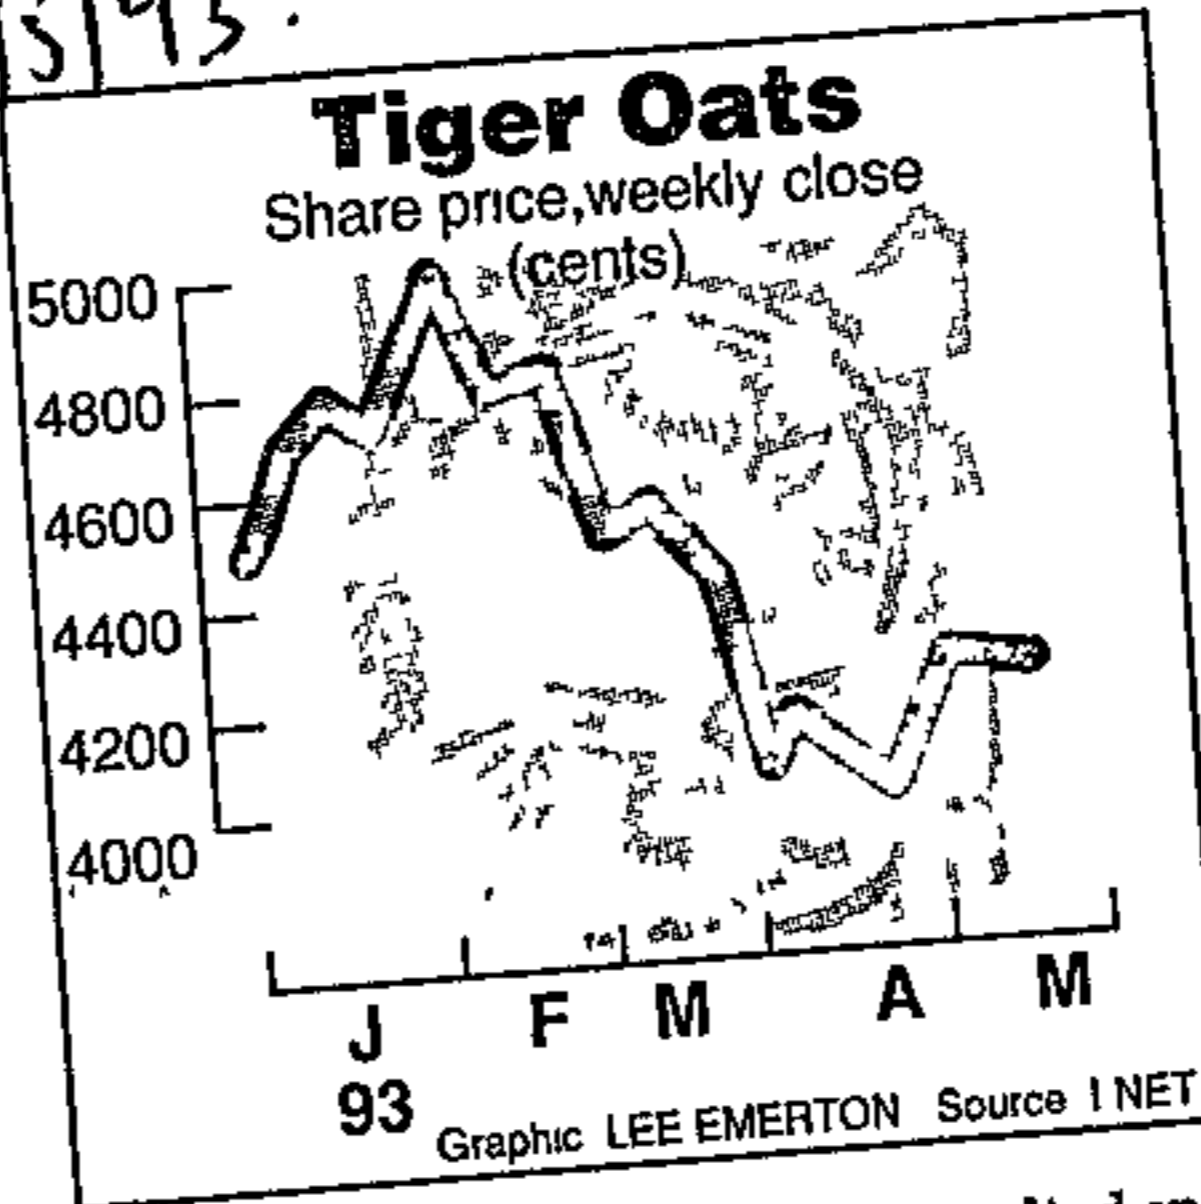 5/93.
Tiger Oats
Share price, weekly close
(cents)
5000
4800
4600
4400
4200
4000
J F M A M
93
Graphic LEE EMERTON Source I NET